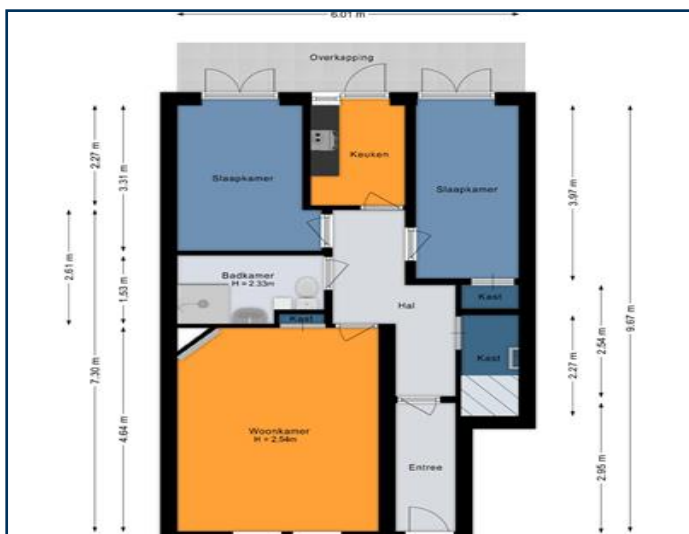 6.01 m
Overkapping
Keuken
Slaapkamer
Slaapkamer
Badkamer
H = 2.33m
Kast
Kast
Kast
Hal
Woonkamer
H = 2.54m
Entree
2.27 m
3.31 m
2.61 m
1.53 m
7.30 m
4.64 m
3.97 m
9.67 m
2.54 m
2.27 m
2.95 m